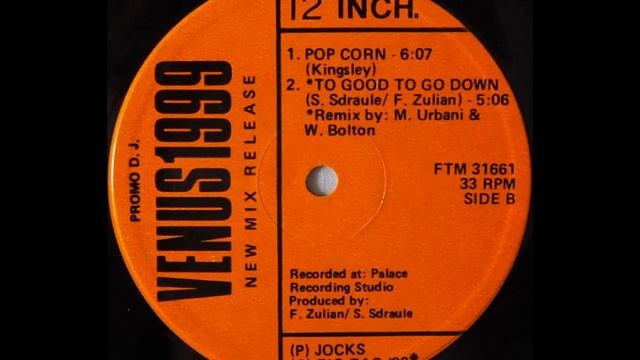 12 INCH.
1. POP CORN - 6:07
(Kingsley)
2. *TO GOOD TO GO DOWN
(S. Sdraule/ F. Zulian) - 5:06
*Remix by: M. Urbani &
W. Bolton
FTM 31661
33 RPM
SIDE B
PROMO D. J.
VENUS1999
NEW MIX RELEASE
Recorded at: Palace
Recording Studio
Produced by:
F. Zulian/ S. Sdraule
(P) JOCKS